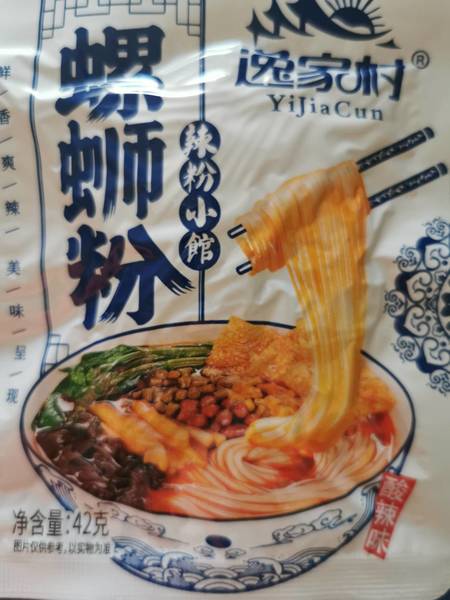 螺蛳粉
辣粉小館
逸家村®
YiJiaCun
鲜/香/爽/辣/美/味/呈/现
净含量:42克
图片仅供参考,以实物为准
酸辣味